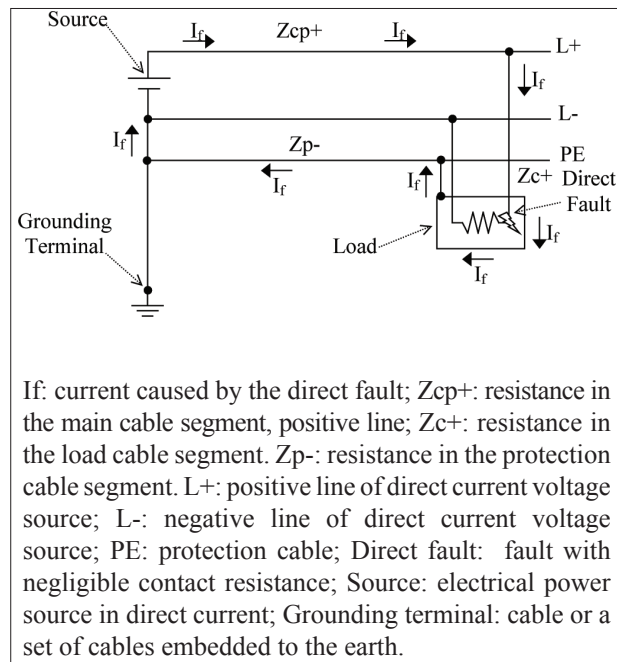 Source
If
Zcp+
If
L+
If
L-
If
Zp-
PE
If
If
Zc+
Direct
Fault
Grounding
Terminal
Load
If
If
If: current caused by the direct fault; Zcp+: resistance in
the main cable segment, positive line; Zc+: resistance in
the load cable segment. Zp-: resistance in the protection
cable segment. L+: positive line of direct current voltage
source; L-: negative line of direct current voltage
source; PE: protection cable; Direct fault: fault with
negligible contact resistance; Source: electrical power
source in direct current; Grounding terminal: cable or a
set of cables embedded to the earth.